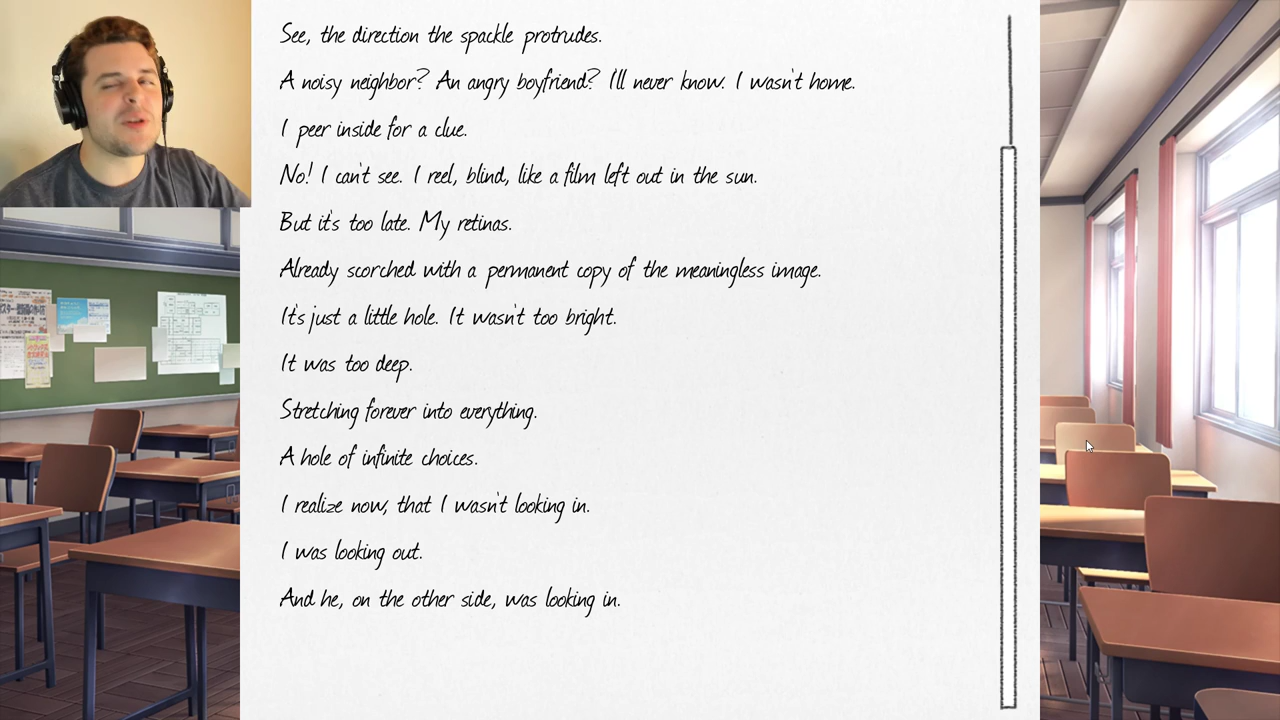 See, the direction the spackle protrudes.
A noisy neighbor? An angry boyfriend? I'll never know. I wasn't home.
I peer inside for a clue.
No! I can't see. I reel, blind, like a film left out in the sun.
But it's too late. My retinas.
Already scorched with a permanent copy of the meaningless image.
It's just a little hole. It wasn't too bright.
It was too deep.
Stretching forever into everything.
A hole of infinite choices.
I realize now, that I wasn't looking in.
I was looking out.
And he, on the other side, was looking in.